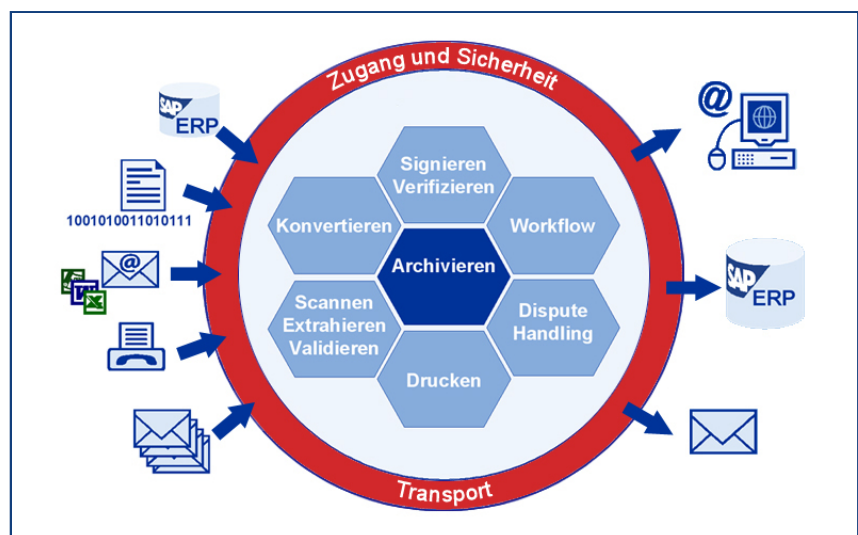 Zugang und Sicherheit
SAP
ERP
1001010011010111
@
Signieren
Verifizieren
Konvertieren
Workflow
Archivieren
Scannen
Extrahieren
Validieren
Dispute
Handling
Drucken
@
SAP
ERP
Transport